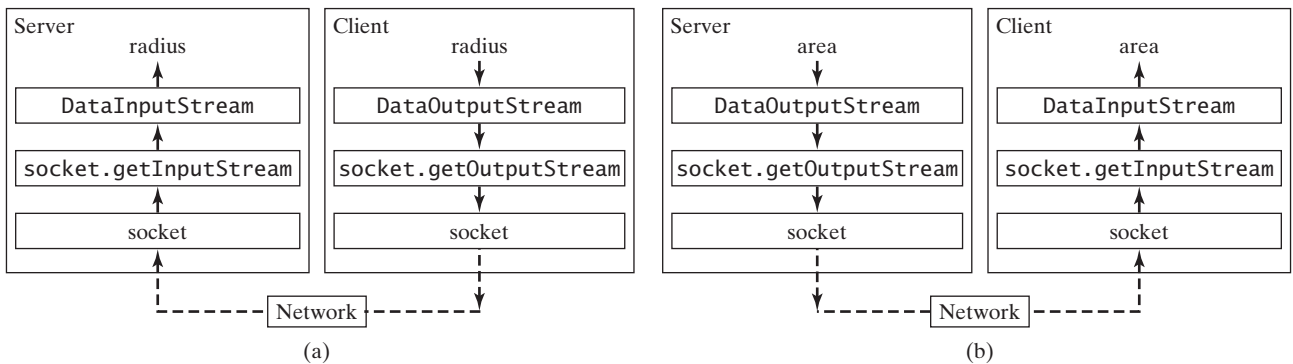 Server
radius
DataInputStream
socket.getInputStream
socket
Client
radius
DataOutputStream
socket.getOutputStream
socket
Network
(a)
Server
area
DataOutputStream
socket.getOutputStream
socket
Client
area
DataInputStream
socket.getInputStream
socket
Network
(b)